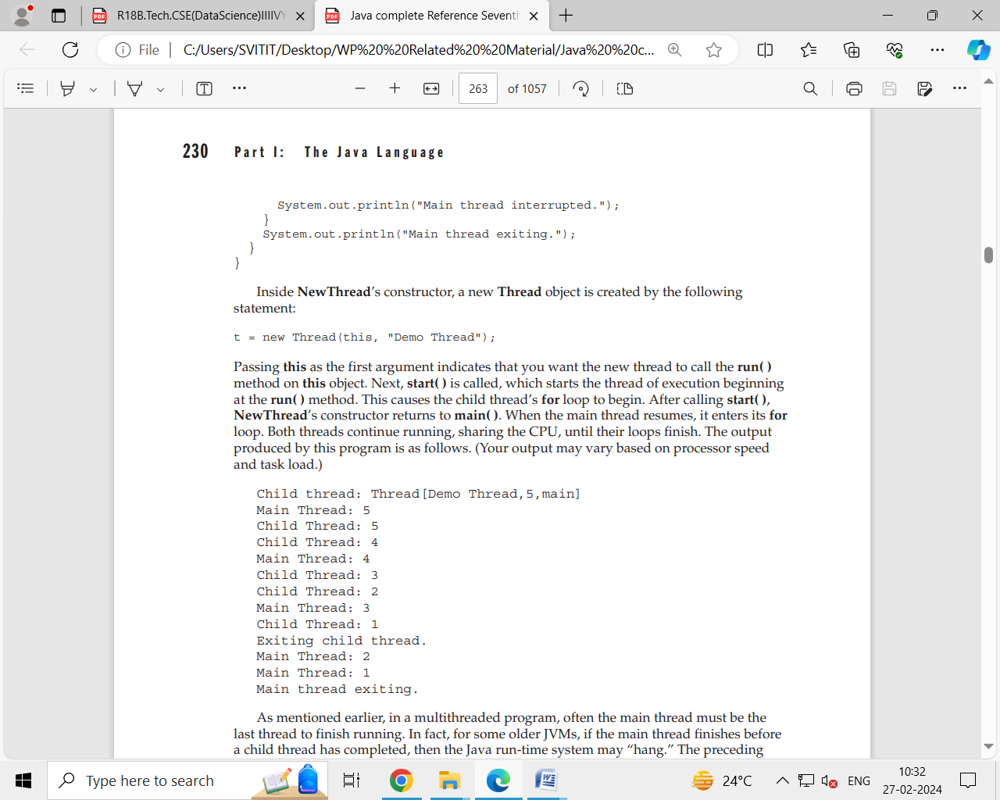 R18B.Tech.CSE(DataScience)IIIIVY
Java complete Reference Seventh
File
C:/Users/SVITIT/Desktop/WP%20%20Related%20%20Material/Java%20%20c...
263 of 1057
230 Part I: The Java Language
System.out.println("Main thread interrupted.");
}
System.out.println("Main thread exiting.");
}
}
Inside NewThread's constructor, a new Thread object is created by the following
statement:
t = new Thread(this, "Demo Thread");
Passing this as the first argument indicates that you want the new thread to call the run( )
method on this object. Next, start( ) is called, which starts the thread of execution beginning
at the run( ) method. This causes the child thread's for loop to begin. After calling start( ),
NewThread's constructor returns to main( ). When the main thread resumes, it enters its for
loop. Both threads continue running, sharing the CPU, until their loops finish. The output
produced by this program is as follows. (Your output may vary based on processor speed
and task load.)
Child thread: Thread[Demo Thread,5,main]
Main Thread: 5
Child Thread: 5
Child Thread: 4
Main Thread: 4
Child Thread: 3
Child Thread: 2
Main Thread: 3
Child Thread: 1
Exiting child thread.
Main Thread: 2
Main Thread: 1
Main thread exiting.
As mentioned earlier, in a multithreaded program, often the main thread must be the
last thread to finish running. In fact, for some older JVMs, if the main thread finishes before
a child thread has completed, then the Java run-time system may “hang.” The preceding
Type here to search
24°C
ENG
10:32
27-02-2024